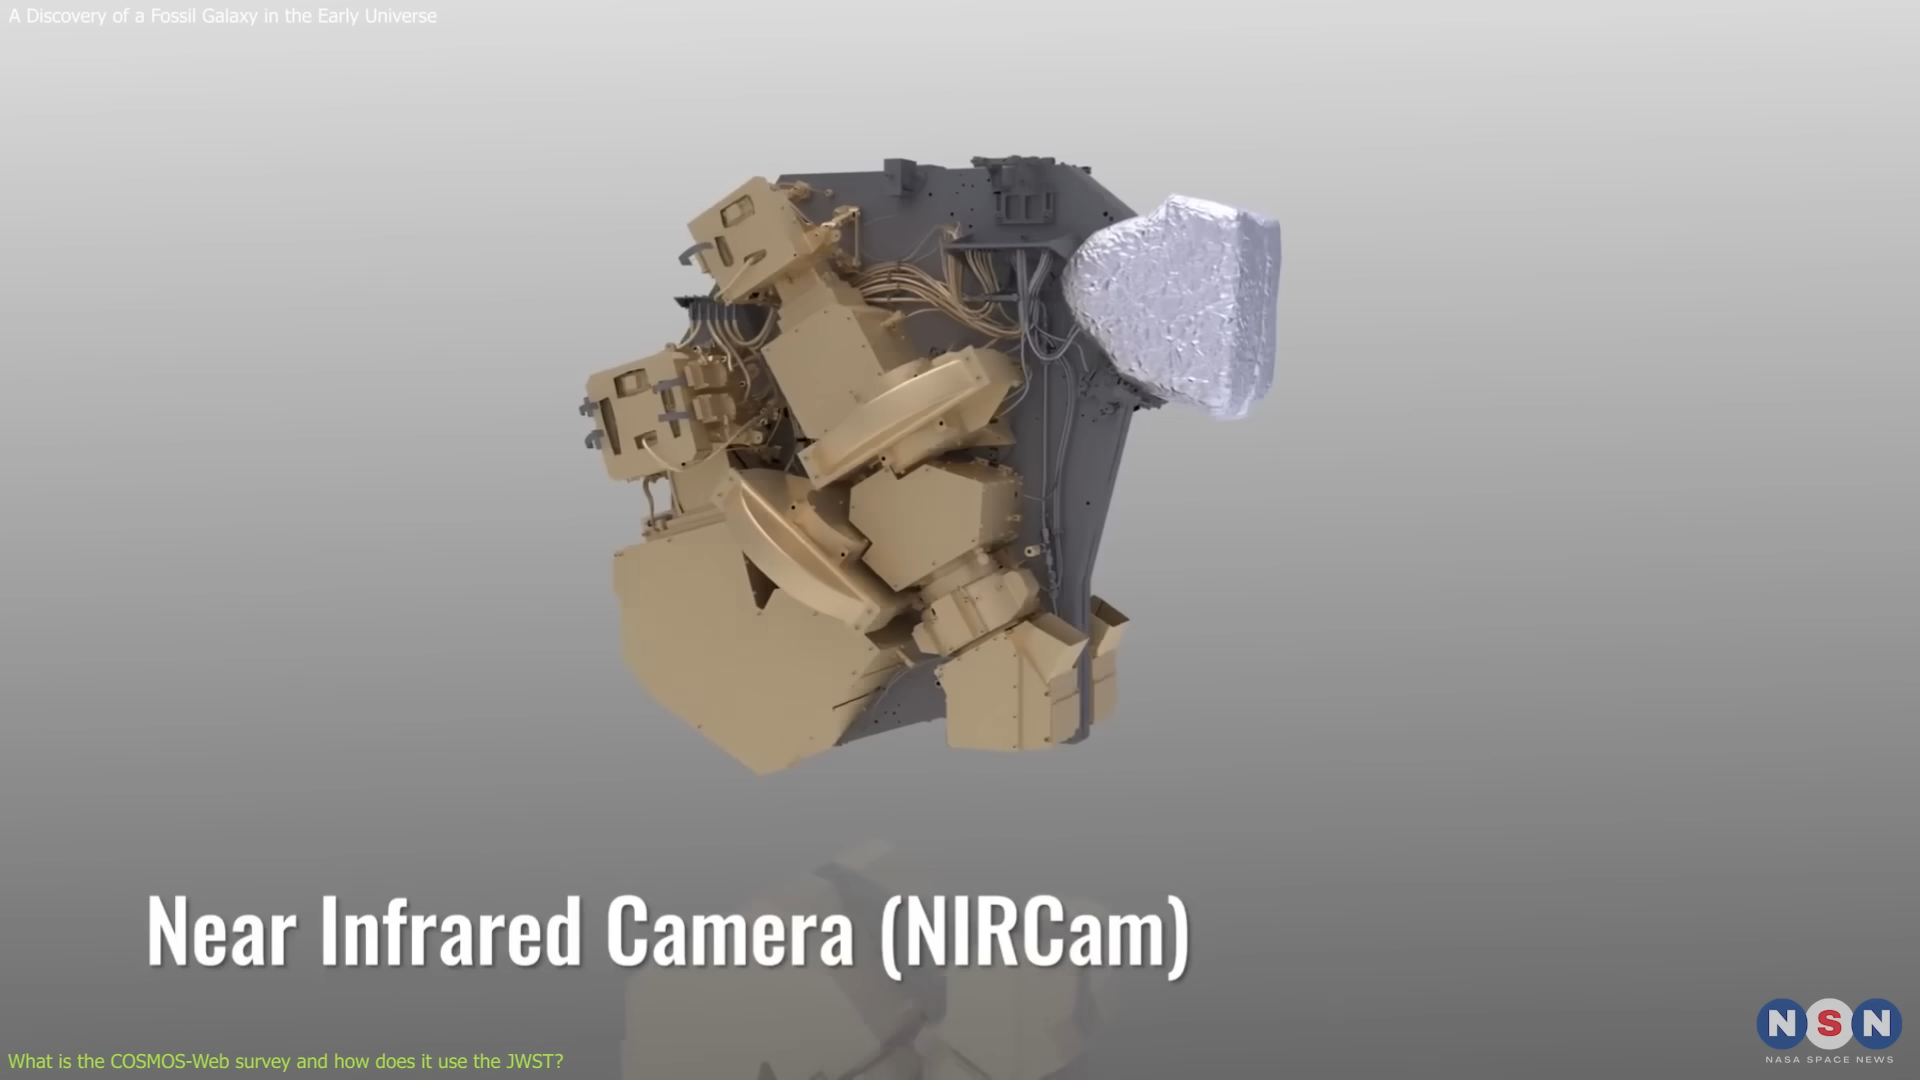 A Discovery of a Fossil Galaxy in the Early Universe
Near Infrared Camera (NIRCam)
NSN
NASA SPACE NEWS
What is the COSMOS-Web survey and how does it use the JWST?